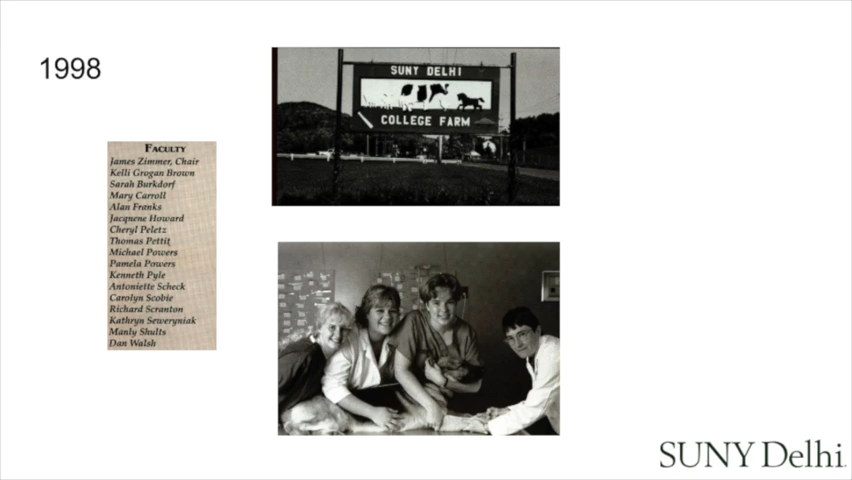 1998
FACULTY
James Zimmer, Chair
Kelli Grogan Brown
Sarah Burkdorf
Mary Carroll
Alan Franks
Jacqnene Howard
Cheryl Peletz
Thomas Pettit
Michael Powers
Pamela Powers
Kenneth Pyle
Antoniette Scheck
Carolyn Scobie
Richard Scranton
Kathryn Seweryniak
Manly Shults
Dan Walsh
SUNY DELHI
COLLEGE FARM
SUNY Delhi